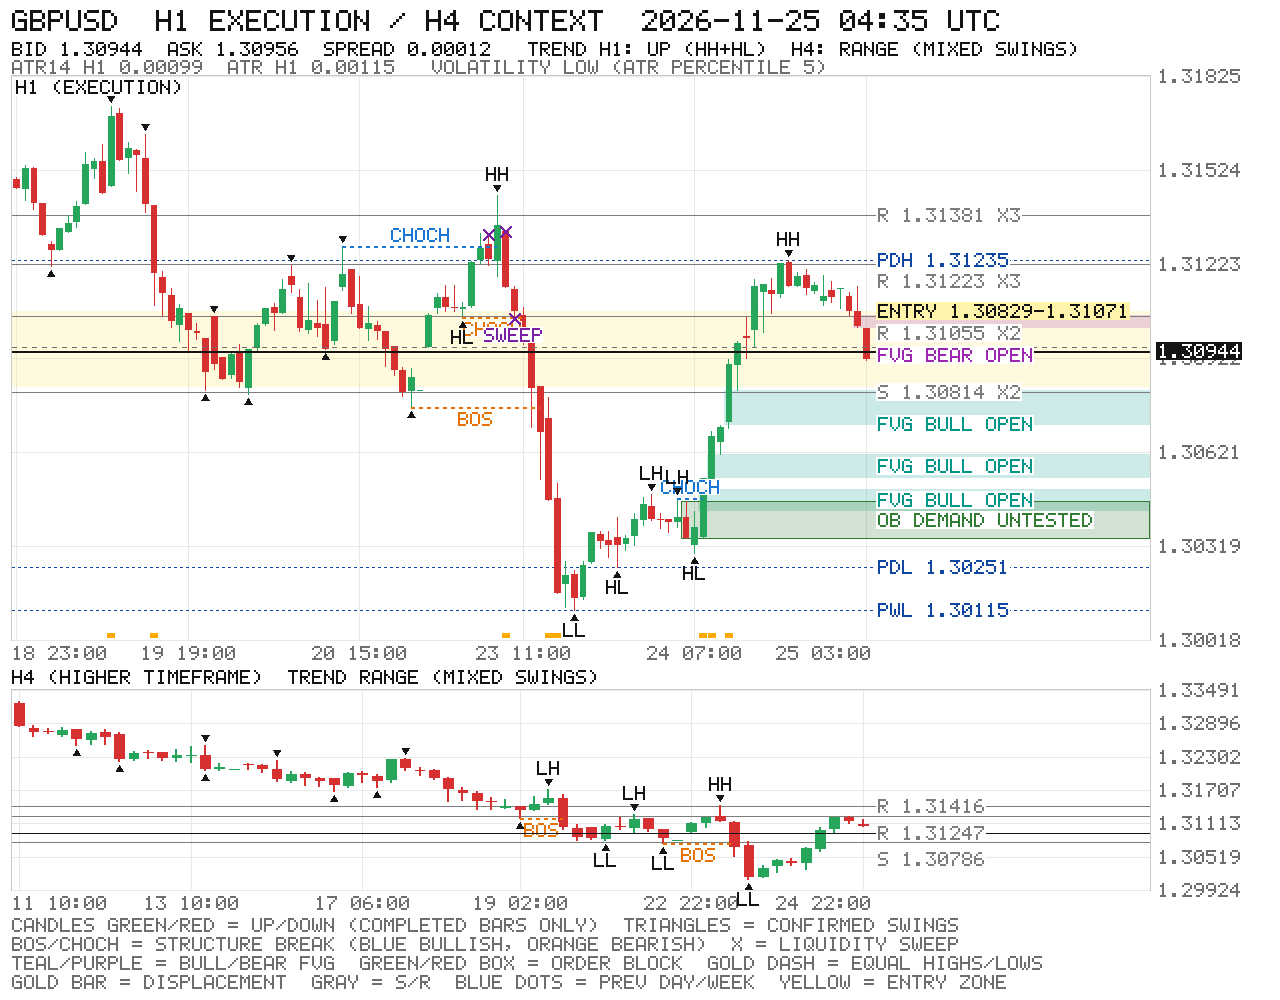 GBPUSD  H1 EXECUTION / H4 CONTEXT  2026-11-25 04:35 UTC
BID 1.30944  ASK 1.30956  SPREAD 0.00012  TREND H1: UP (HH+HL)  H4: RANGE (MIXED SWINGS)
ATR14 H1 0.00099  ATR H1 0.00115  VOLATILITY LOW (ATR PERCENTILE 5)
H1 (EXECUTION)
1.31825
1.31524
HH
R 1.31381 X3
CHOCH
HH
PDH 1.31235
1.31223
R 1.31223 X3
ENTRY 1.30829-1.31071
HL
SWEEP
R 1.31055 X2
FVG BEAR OPEN
1.30944
S 1.30814 X2
BOS
FVG BULL OPEN
1.30621
FVG BULL OPEN
LH
LH
CHOCH
FVG BULL OPEN
OB DEMAND UNTESTED
1.30319
HL
HL
PDL 1.30251
PWL 1.30115
LL
1.30018
18 23:00  19 19:00  20 15:00  23 11:00  24 07:00  25 03:00
H4 (HIGHER TIMEFRAME)  TREND RANGE (MIXED SWINGS)
1.33491
1.32896
1.32302
LH
HH
1.31707
LH
R 1.31416
1.31113
BOS
R 1.31247
BOS
LL
LL
S 1.30786
1.30519
LL
1.29924
11 10:00  13 10:00  17 06:00  19 02:00  22 22:00  24 22:00
CANDLES GREEN/RED = UP/DOWN (COMPLETED BARS ONLY)  TRIANGLES = CONFIRMED SWINGS
BOS/CHOCH = STRUCTURE BREAK (BLUE BULLISH, ORANGE BEARISH)  X = LIQUIDITY SWEEP
TEAL/PURPLE = BULL/BEAR FVG  GREEN/RED BOX = ORDER BLOCK  GOLD DASH = EQUAL HIGHS/LOWS
GOLD BAR = DISPLACEMENT  GRAY = S/R  BLUE DOTS = PREV DAY/WEEK  YELLOW = ENTRY ZONE